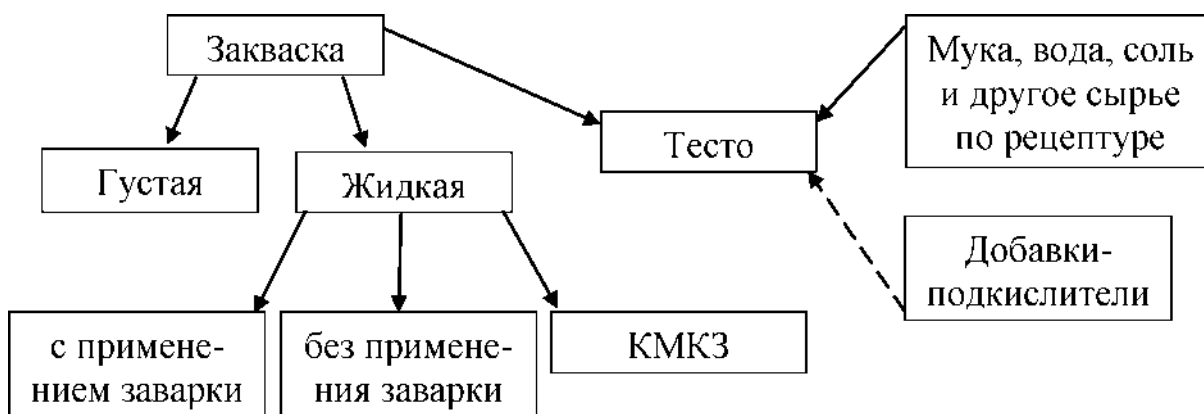 Закваска
Мука, вода, соль
и другое сырье
по рецептуре
Тесто
Густая
Жидкая
Добавки-
подкислители
с примене-
нием заварки
без примене-
ния заварки
КМКЗ